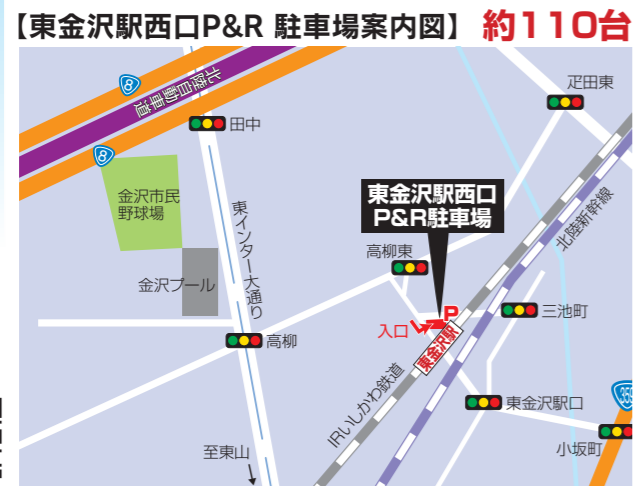 【東金沢駅西口P&R 駐車場案内図】 約110台
8
北陸自動車道
疋田東
田中
8
金沢市民
野球場
東インター大通り
東金沢駅西口
P&R駐車場
北陸新幹線
高柳東
金沢プール
P
三池町
入口
高柳
東金沢駅
IRいしかわ鉄道
359
東金沢駅口
小坂町
至東山